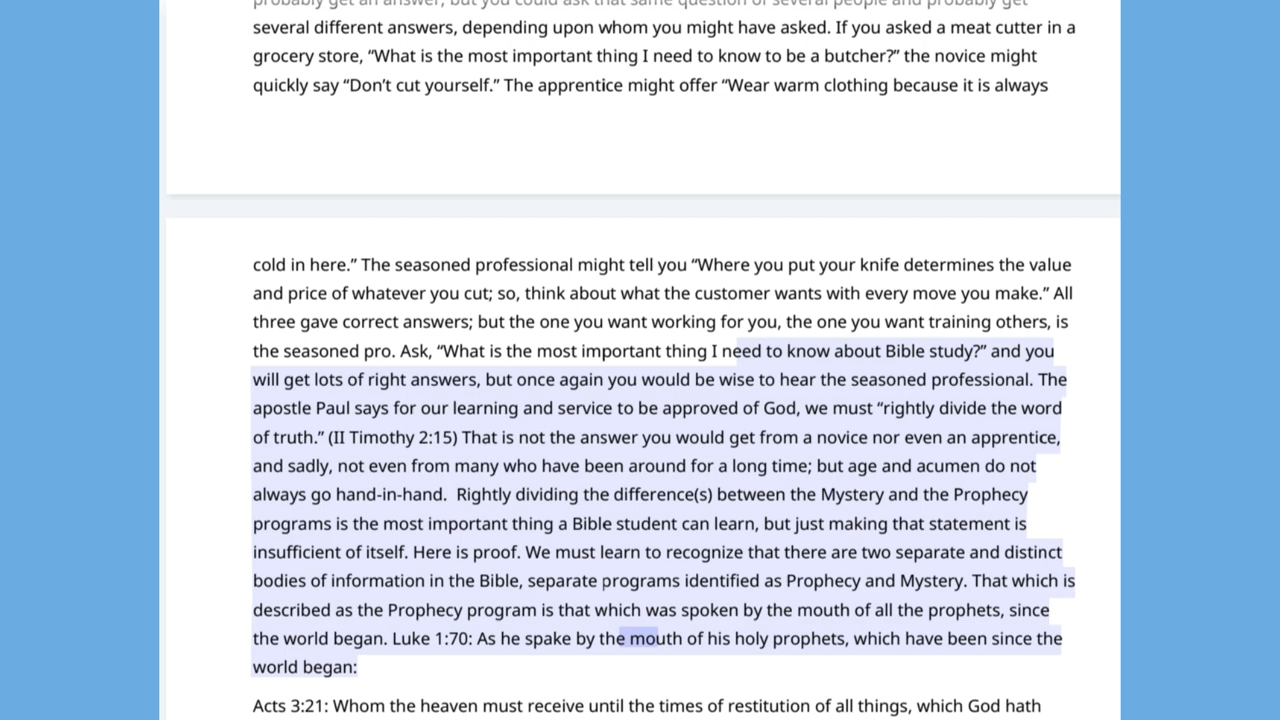 probably get an answer, but you could ask that same question of several people and probably get
several different answers, depending upon whom you might have asked. If you asked a meat cutter in a
grocery store, “What is the most important thing I need to know to be a butcher?” the novice might
quickly say “Don’t cut yourself.” The apprentice might offer “Wear warm clothing because it is always
cold in here.” The seasoned professional might tell you “Where you put your knife determines the value
and price of whatever you cut; so, think about what the customer wants with every move you make.” All
three gave correct answers; but the one you want working for you, the one you want training others, is
the seasoned pro. Ask, “What is the most important thing I need to know about Bible study?” and you
will get lots of right answers, but once again you would be wise to hear the seasoned professional. The
apostle Paul says for our learning and service to be approved of God, we must “rightly divide the word
of truth.” (II Timothy 2:15) That is not the answer you would get from a novice nor even an apprentice,
and sadly, not even from many who have been around for a long time; but age and acumen do not
always go hand-in-hand.  Rightly dividing the difference(s) between the Mystery and the Prophecy
programs is the most important thing a Bible student can learn, but just making that statement is
insufficient of itself. Here is proof. We must learn to recognize that there are two separate and distinct
bodies of information in the Bible, separate programs identified as Prophecy and Mystery. That which is
described as the Prophecy program is that which was spoken by the mouth of all the prophets, since
the world began. Luke 1:70: As he spake by the mouth of his holy prophets, which have been since the
world began:
Acts 3:21: Whom the heaven must receive until the times of restitution of all things, which God hath